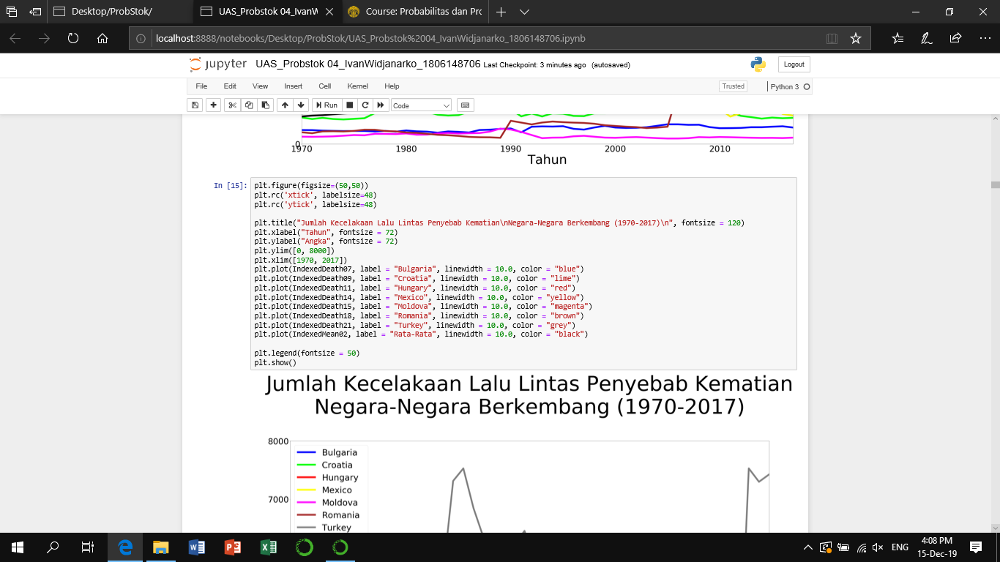 Desktop/ProbStok/
UAS_Probstok 04_IvanW
Course: Probabilitas dan Pro
localhost:8888/notebooks/Desktop/ProbStok/UAS_Probstok%2004_IvanWidjanarko_1806148706.ipynb
jupyter UAS_Probstok 04_IvanWidjanarko_1806148706 Last Checkpoint: 3 minutes ago (autosaved)
Logout
File Edit View Insert Cell Kernel Help
Trusted Python 3
Run Code
0
1970 1980 1990 2000 2010
Tahun
In [15]:
plt.figure(figsize=(50,50))
plt.rc('xtick', labelsize=48)
plt.rc('ytick', labelsize=48)
plt.title("Jumlah Kecelakaan Lalu Lintas Penyebab Kematian\nNegara-Negara Berkembang (1970-2017)\n", fontsize = 120)
plt.xlabel("Tahun", fontsize = 72)
plt.ylabel("Angka", fontsize = 72)
plt.ylim([0, 8000])
plt.xlim([1970, 2017])
plt.plot(IndexedDeath07, label = "Bulgaria", linewidth = 10.0, color = "blue")
plt.plot(IndexedDeath09, label = "Croatia", linewidth = 10.0, color = "lime")
plt.plot(IndexedDeath11, label = "Hungary", linewidth = 10.0, color = "red")
plt.plot(IndexedDeath14, label = "Mexico", linewidth = 10.0, color = "yellow")
plt.plot(IndexedDeath15, label = "Moldova", linewidth = 10.0, color = "magenta")
plt.plot(IndexedDeath18, label = "Romania", linewidth = 10.0, color = "brown")
plt.plot(IndexedDeath21, label = "Turkey", linewidth = 10.0, color = "grey")
plt.plot(IndexedMean02, label = "Rata-Rata", linewidth = 10.0, color = "black")
plt.legend(fontsize = 50)
plt.show()
Jumlah Kecelakaan Lalu Lintas Penyebab Kematian
Negara-Negara Berkembang (1970-2017)
8000
7000
Bulgaria
Croatia
Hungary
Mexico
Moldova
Romania
Turkey
ENG
4:08 PM
15-Dec-19